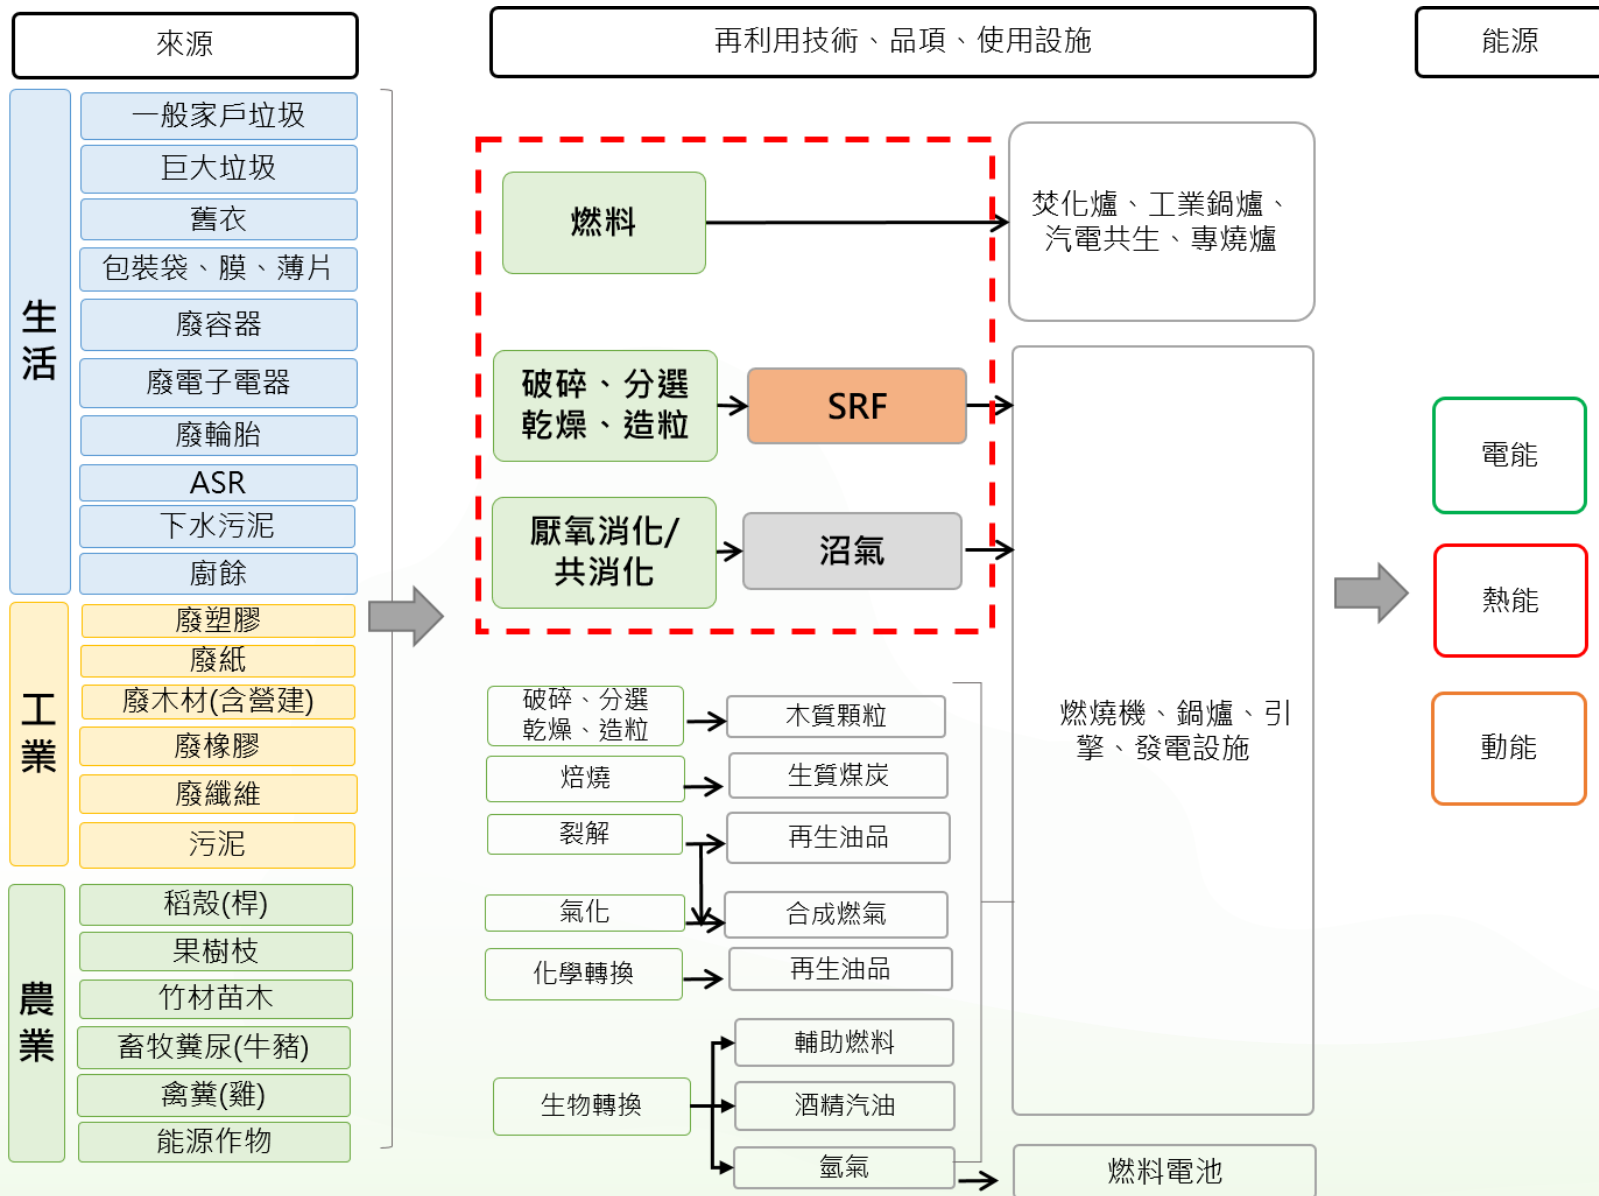 來源
再利用技術、品項、使用設施
能源
生活
一般家戶垃圾
巨大垃圾
舊衣
包裝袋、膜、薄片
廢容器
廢電子電器
廢輪胎
ASR
下水污泥
廚餘
工業
廢塑膠
廢紙
廢木材(含營建)
廢橡膠
廢纖維
污泥
農業
稻殼(桿)
果樹枝
竹材苗木
畜牧糞尿(牛豬)
禽糞(雞)
能源作物
燃料
焚化爐、工業鍋爐、
汽電共生、專燒爐
破碎、分選
乾燥、造粒
SRF
厭氧消化/
共消化
沼氣
破碎、分選
乾燥、造粒
木質顆粒
焙燒
生質煤炭
裂解
再生油品
氣化
合成燃氣
化學轉換
再生油品
生物轉換
輔助燃料
酒精汽油
氫氣
燃燒機、鍋爐、引
擎、發電設施
燃料電池
電能
熱能
動能